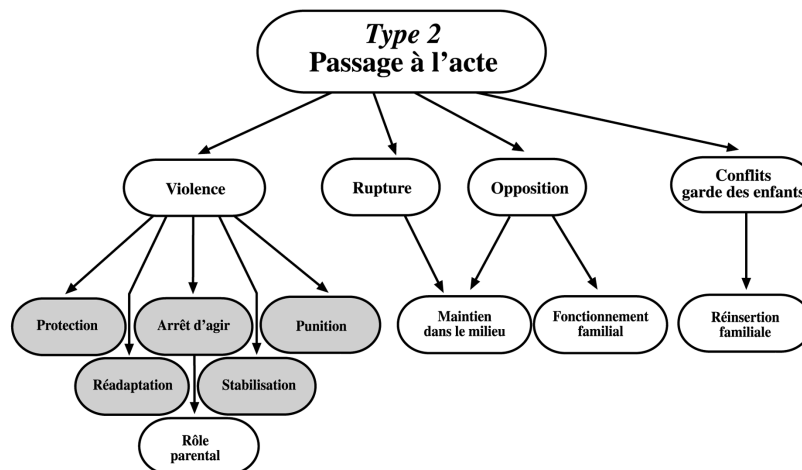 Type 2
Passage à l’acte
Violence
Rupture
Opposition
Conflits
garde des enfants
Protection
Arrêt d’agir
Punition
Maintien
dans le milieu
Fonctionnement
familial
Réinsertion
familiale
Réadaptation
Stabilisation
Rôle
parental